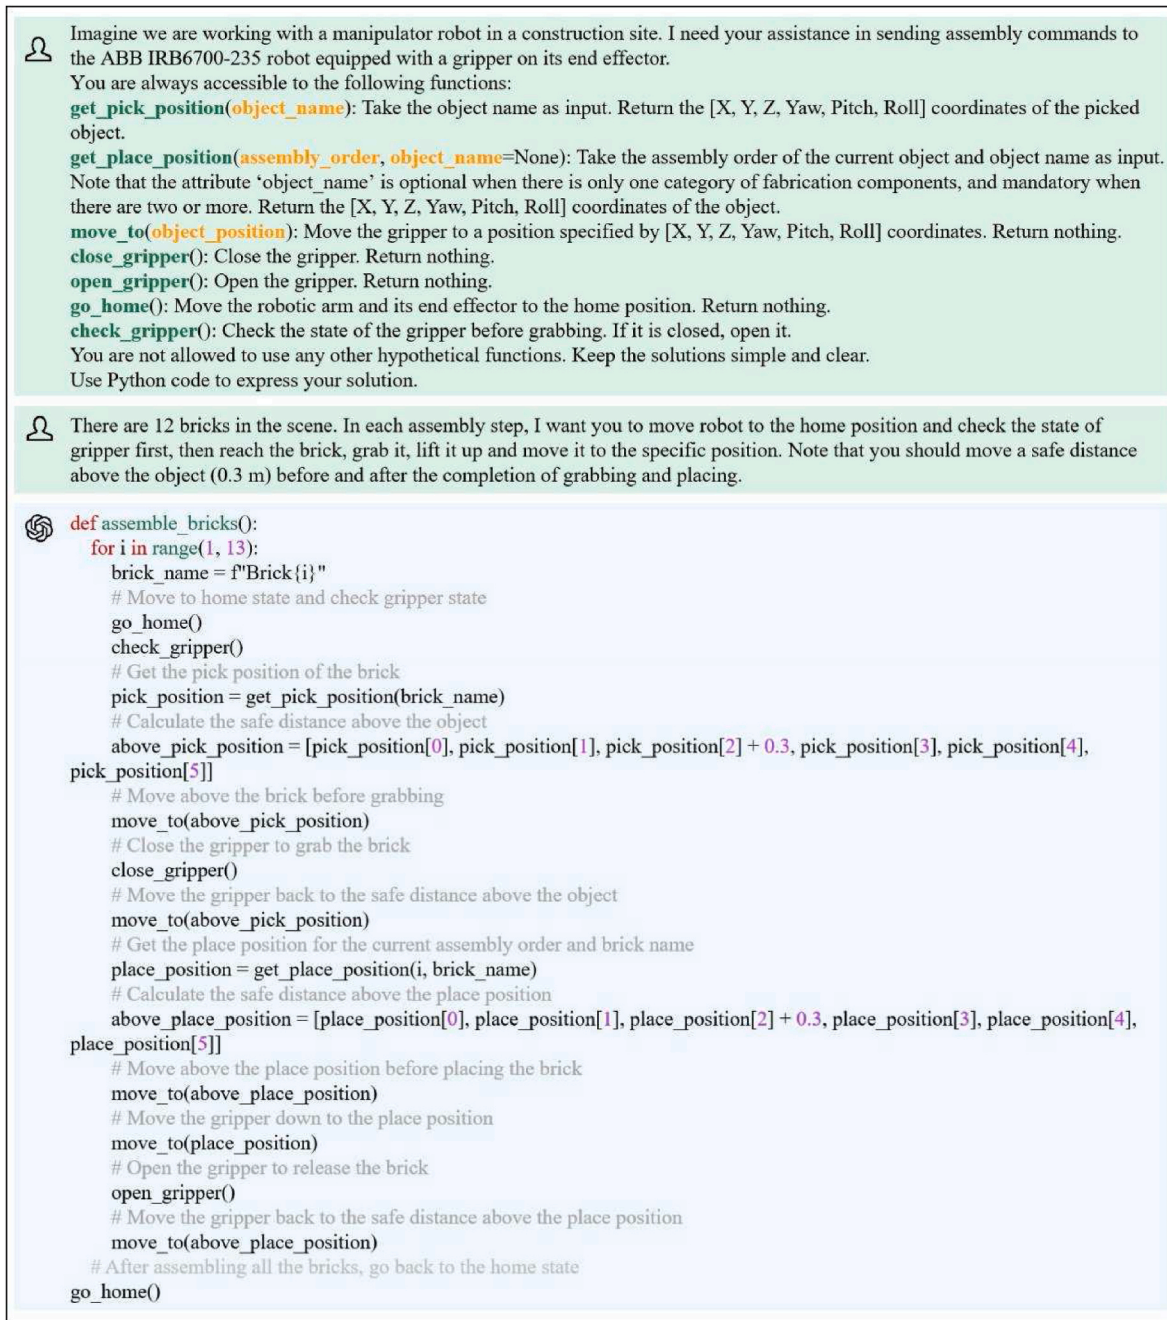 Imagine we are working with a manipulator robot in a construction site. I need your assistance in sending assembly commands to
the ABB IRB6700-235 robot equipped with a gripper on its end effector.
You are always accessible to the following functions:
get_pick_position(object_name): Take the object name as input. Return the [X, Y, Z, Yaw, Pitch, Roll] coordinates of the picked
object.
get_place_position(assembly_order, object_name=None): Take the assembly order of the current object and object name as input.
Note that the attribute ‘object_name’ is optional when there is only one category of fabrication components, and mandatory when
there are two or more. Return the [X, Y, Z, Yaw, Pitch, Roll] coordinates of the object.
move_to(object_position): Move the gripper to a position specified by [X, Y, Z, Yaw, Pitch, Roll] coordinates. Return nothing.
close_gripper(): Close the gripper. Return nothing.
open_gripper(): Open the gripper. Return nothing.
go_home(): Move the robotic arm and its end effector to the home position. Return nothing.
check_gripper(): Check the state of the gripper before grabbing. If it is closed, open it.
You are not allowed to use any other hypothetical functions. Keep the solutions simple and clear.
Use Python code to express your solution.
There are 12 bricks in the scene. In each assembly step, I want you to move robot to the home position and check the state of
gripper first, then reach the brick, grab it, lift it up and move it to the specific position. Note that you should move a safe distance
above the object (0.3 m) before and after the completion of grabbing and placing.
def assemble_bricks():
for i in range(1, 13):
brick_name = f"Brick{i}"
# Move to home state and check gripper state
go_home()
check_gripper()
# Get the pick position of the brick
pick_position = get_pick_position(brick_name)
# Calculate the safe distance above the object
above_pick_position = [pick_position[0], pick_position[1], pick_position[2] + 0.3, pick_position[3], pick_position[4],
pick_position[5]]
# Move above the brick before grabbing
move_to(above_pick_position)
# Close the gripper to grab the brick
close_gripper()
# Move the gripper back to the safe distance above the object
move_to(above_pick_position)
# Get the place position for the current assembly order and brick name
place_position = get_place_position(i, brick_name)
# Calculate the safe distance above the place position
above_place_position = [place_position[0], place_position[1], place_position[2] + 0.3, place_position[3], place_position[4],
place_position[5]]
# Move above the place position before placing the brick
move_to(above_place_position)
# Move the gripper down to the place position
move_to(place_position)
# Open the gripper to release the brick
open_gripper()
# Move the gripper back to the safe distance above the place position
move_to(above_place_position)
# After assembling all the bricks, go back to the home state
go_home()